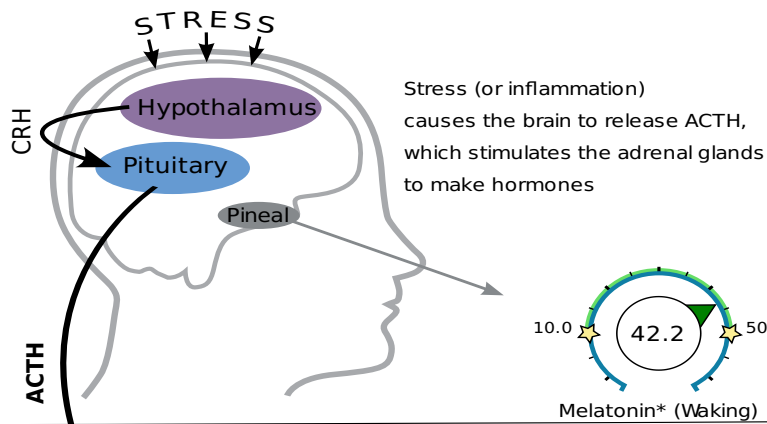 STRESS
Hypothalamus
CRH
Pituitary
Pineal
ACTH
Stress (or inflammation)
causes the brain to release ACTH,
which stimulates the adrenal glands
to make hormones
10.0
42.2
50
Melatonin* (Waking)